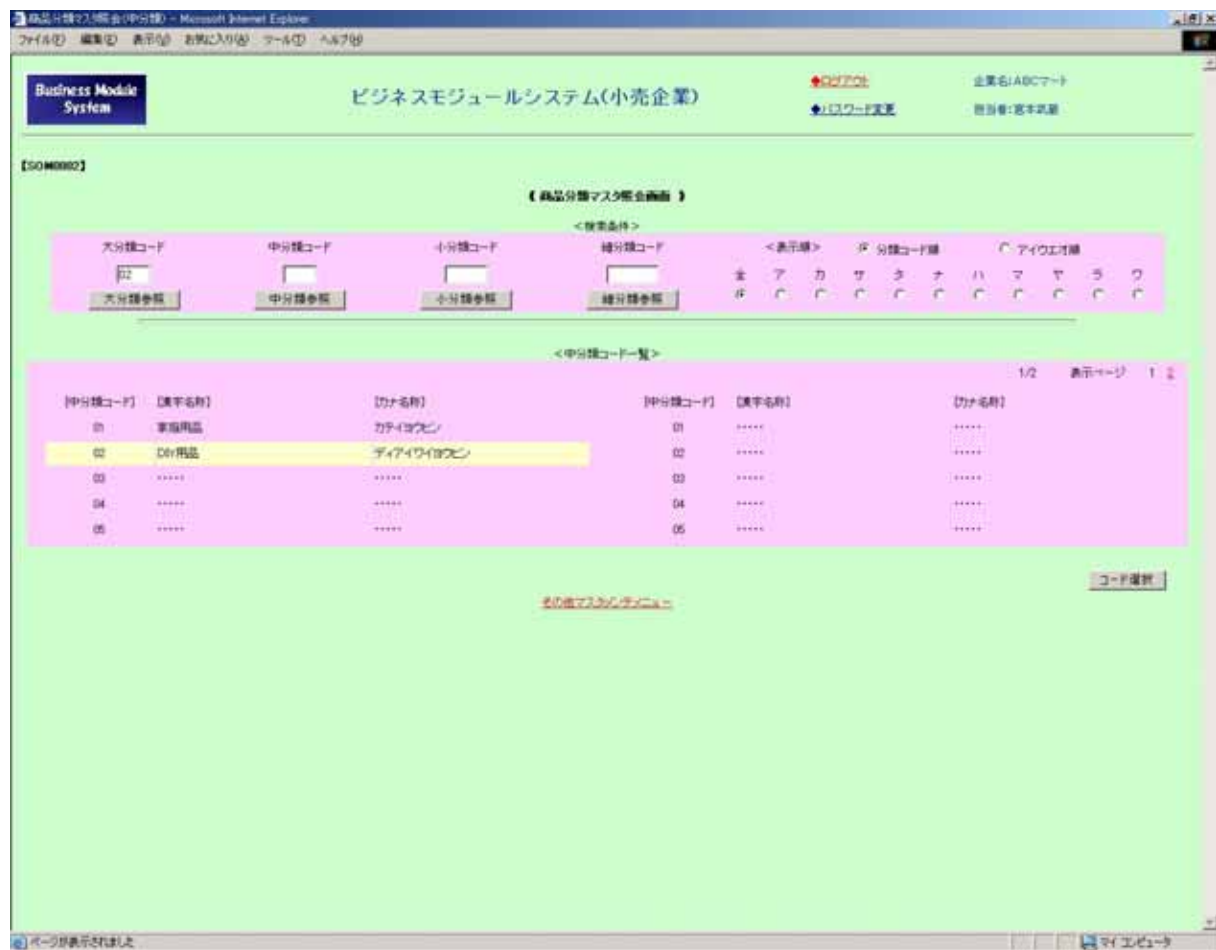 商品分類マスタ照会(中分類) - Microsoft Internet Explorer
ファイル(F) 編集(E) 表示(V) お気に入り(A) ツール(T) ヘルプ(H)
Business Module System
ビジネスモジュールシステム(小売企業)
◆ログアウト
企業名:ABCマート
◆パスワード変更
担当者:宮本武蔵
【SOM0002】
《 商品分類マスタ照会画面 》
<検索条件>
大分類コード 中分類コード 小分類コード 細分類コード <表示順> 分類コード順 アイウエオ順
02
全 ア カ サ タ ナ ハ マ ヤ ラ ワ
大分類参照 中分類参照 小分類参照 細分類参照
<中分類コード一覧>
1/2 表示ページ 1 2
[中分類コード] [漢字名称] [カナ名称] [中分類コード] [漢字名称] [カナ名称]
01 家庭用品 カテイヨウヒン 01 ・・・・・ ・・・・・
02 DIY用品 ディアイワイヨウヒン 02 ・・・・・ ・・・・・
03 ・・・・・ ・・・・・ 03 ・・・・・ ・・・・・
04 ・・・・・ ・・・・・ 04 ・・・・・ ・・・・・
05 ・・・・・ ・・・・・ 05 ・・・・・ ・・・・・
コード選択
その他マスタメンテメニュー
ページが表示されました
マイ コンピュータ